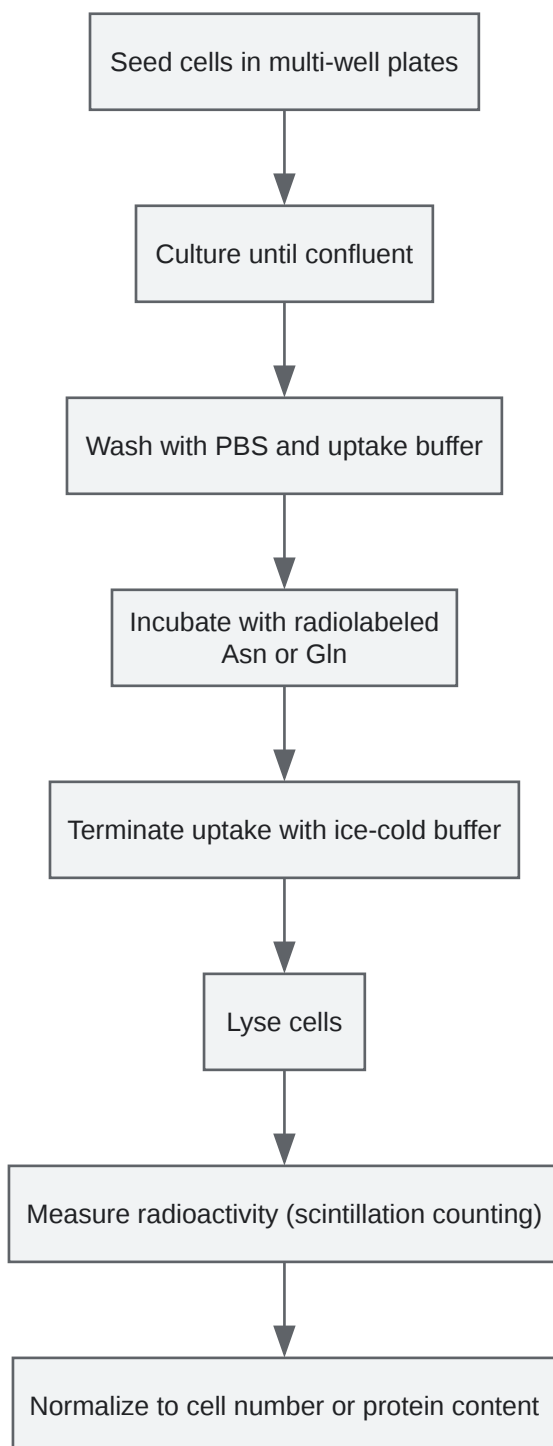 Seed cells in multi-well plates
Culture until confluent
Wash with PBS and uptake buffer
Incubate with radiolabeled
Asn or Gln
Terminate uptake with ice-cold buffer
Lyse cells
Measure radioactivity (scintillation counting)
Normalize to cell number or protein content